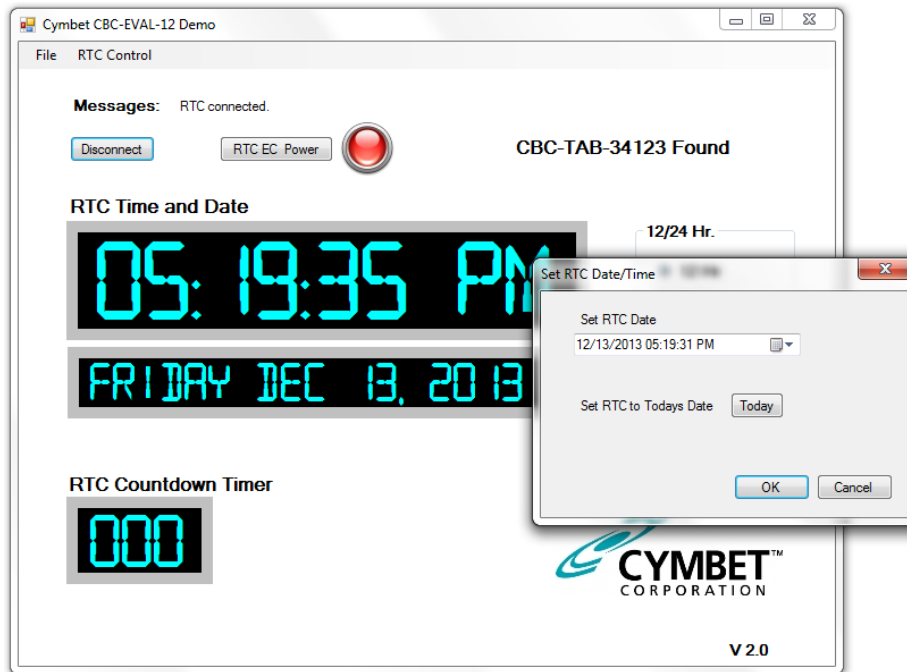 Cymbet CBC-EVAL-12 Demo
File RTC Control
Messages: RTC connected.
Disconnect RTC EC Power
CBC-TAB-34123 Found
RTC Time and Date
05:19:35 PM
FRIDAY DEC 13, 2013
12/24 Hr.
Set RTC Date/Time
Set RTC Date
12/13/2013 05:19:31 PM
Set RTC to Todays Date Today
OK Cancel
RTC Countdown Timer
000
CYMBET™
CORPORATION
V 2.0